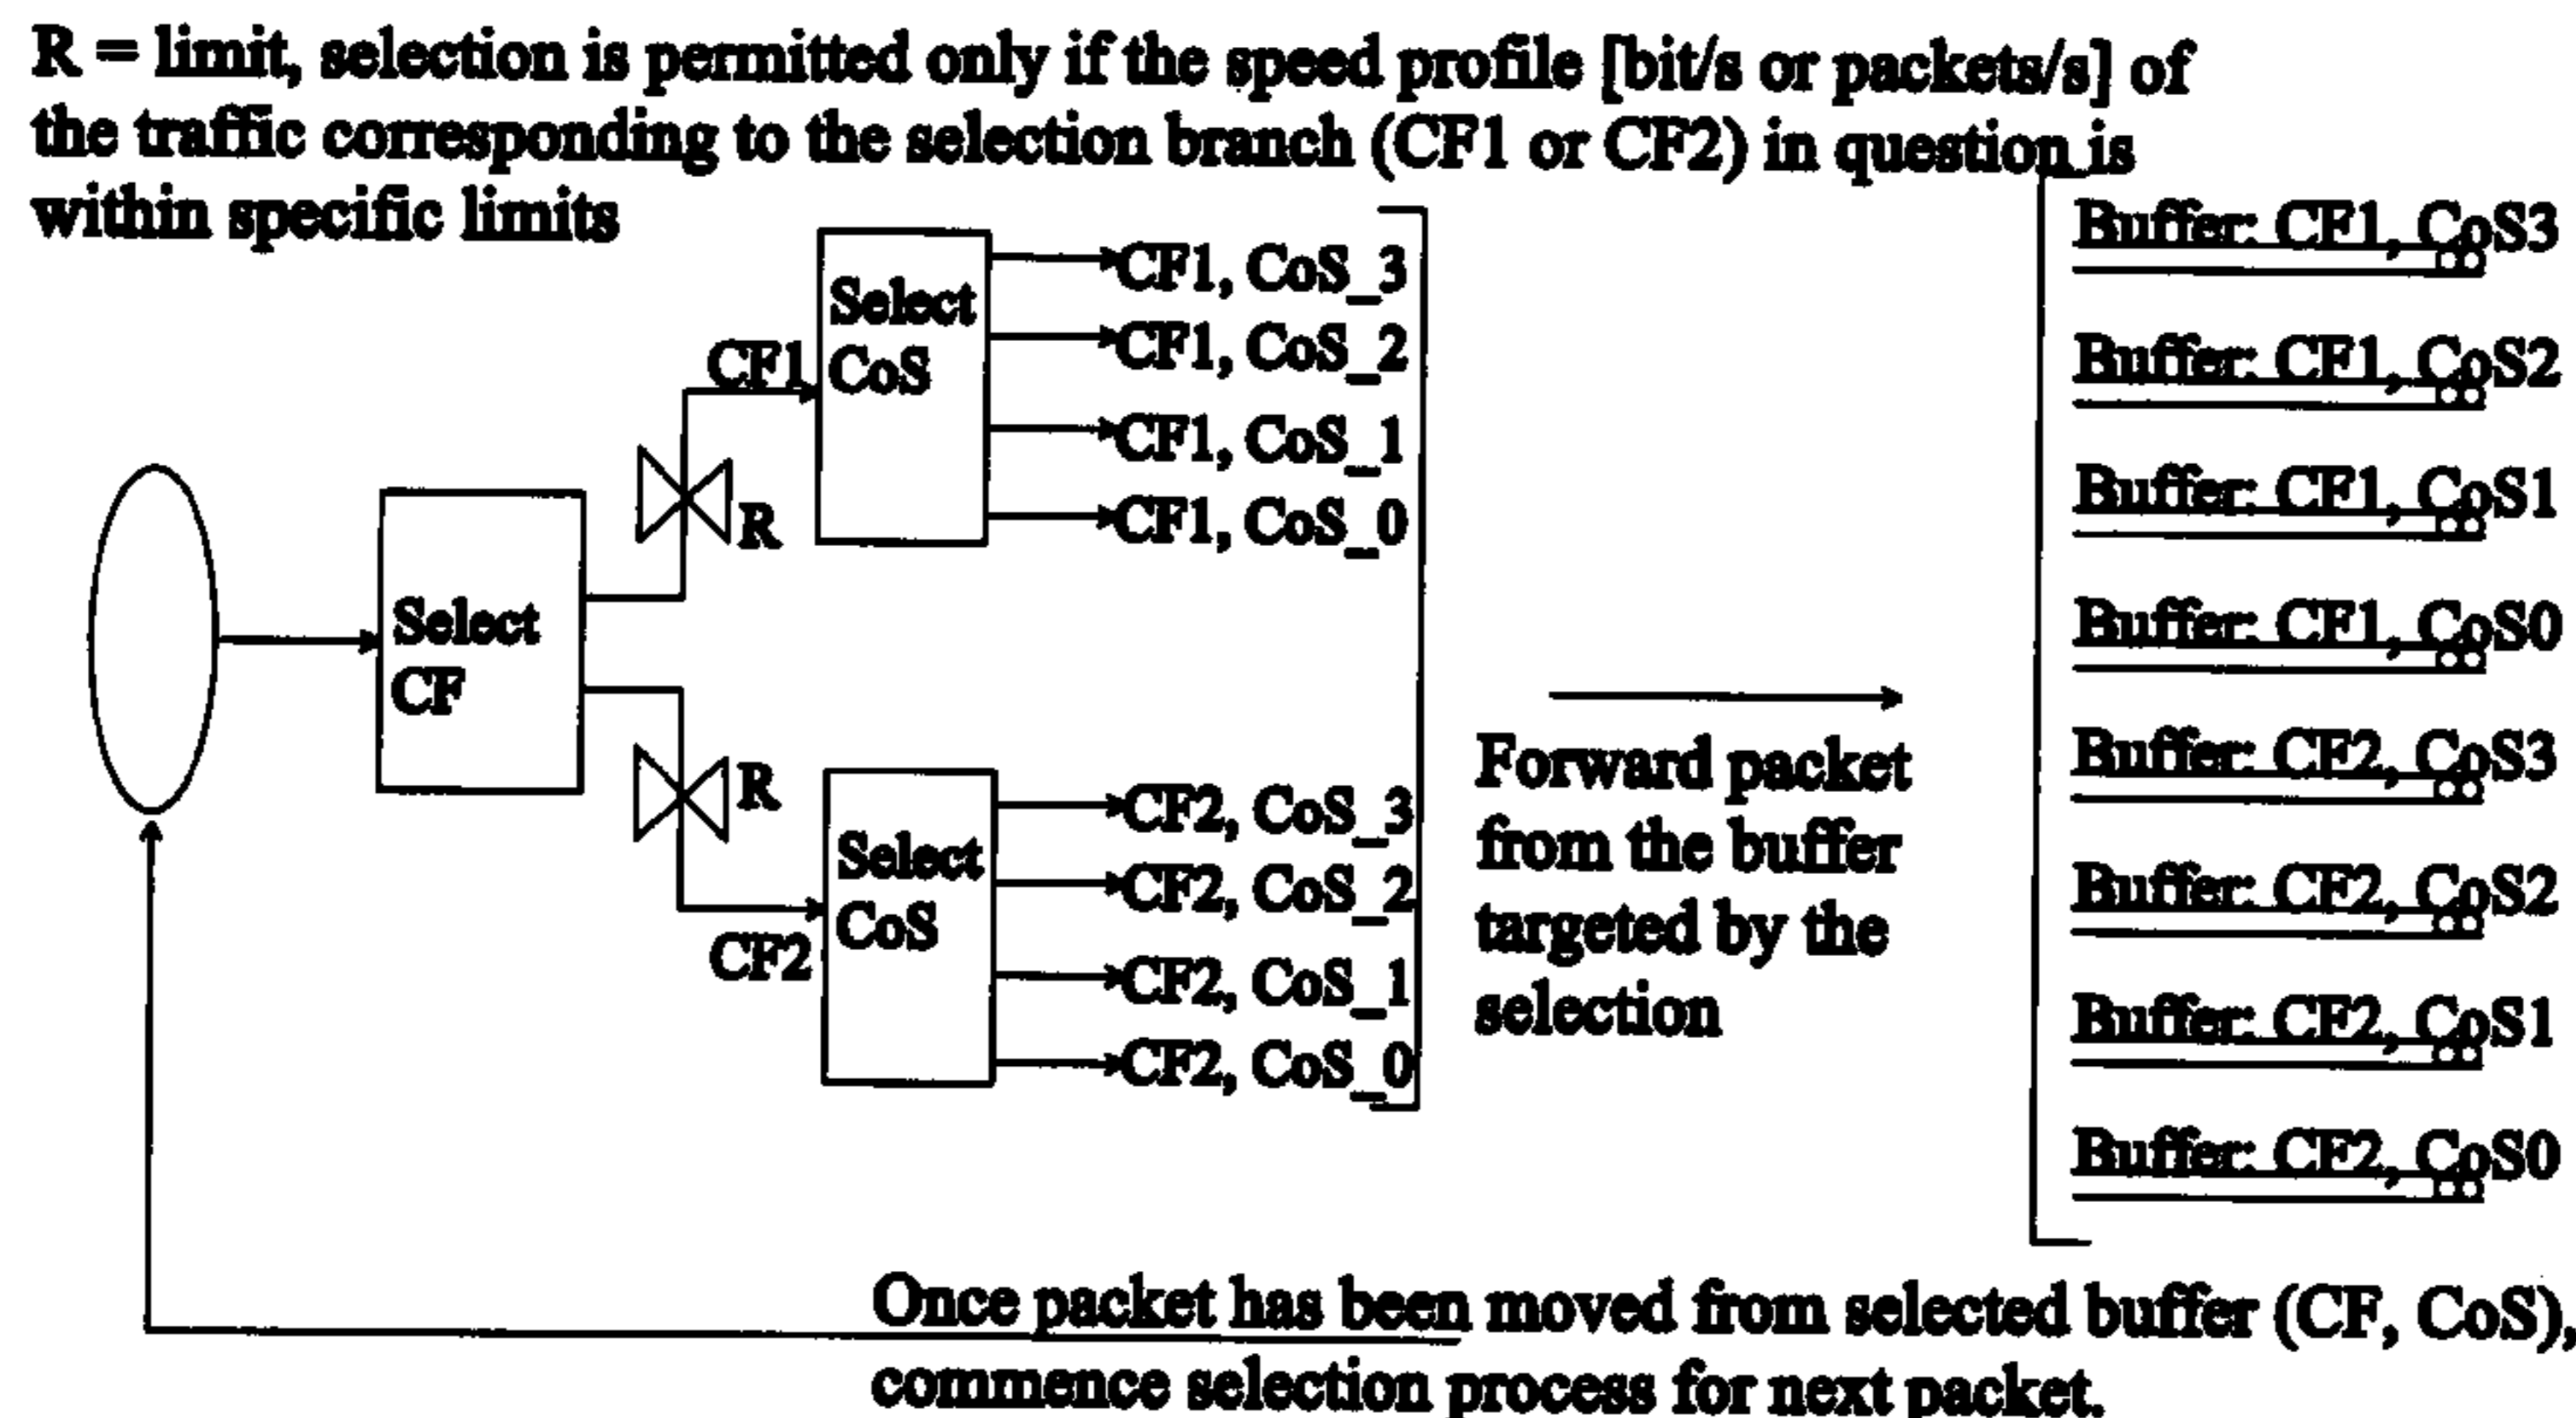 R = limit, selection is permitted only if the speed profile [bit/s or packets/s] of
the traffic corresponding to the selection branch (CF1 or CF2) in question is
within specific limits
Select
CF
R
CF1
Select
CoS
CF1, CoS_3
CF1, CoS_2
CF1, CoS_1
CF1, CoS_0
R
CF2
Select
CoS
CF2, CoS_3
CF2, CoS_2
CF2, CoS_1
CF2, CoS_0
Forward packet
from the buffer
targeted by the
selection
Buffer: CF1, CoS3
Buffer: CF1, CoS2
Buffer: CF1, CoS1
Buffer: CF1, CoS0
Buffer: CF2, CoS3
Buffer: CF2, CoS2
Buffer: CF2, CoS1
Buffer: CF2, CoS0
Once packet has been moved from selected buffer (CF, CoS),
commence selection process for next packet.